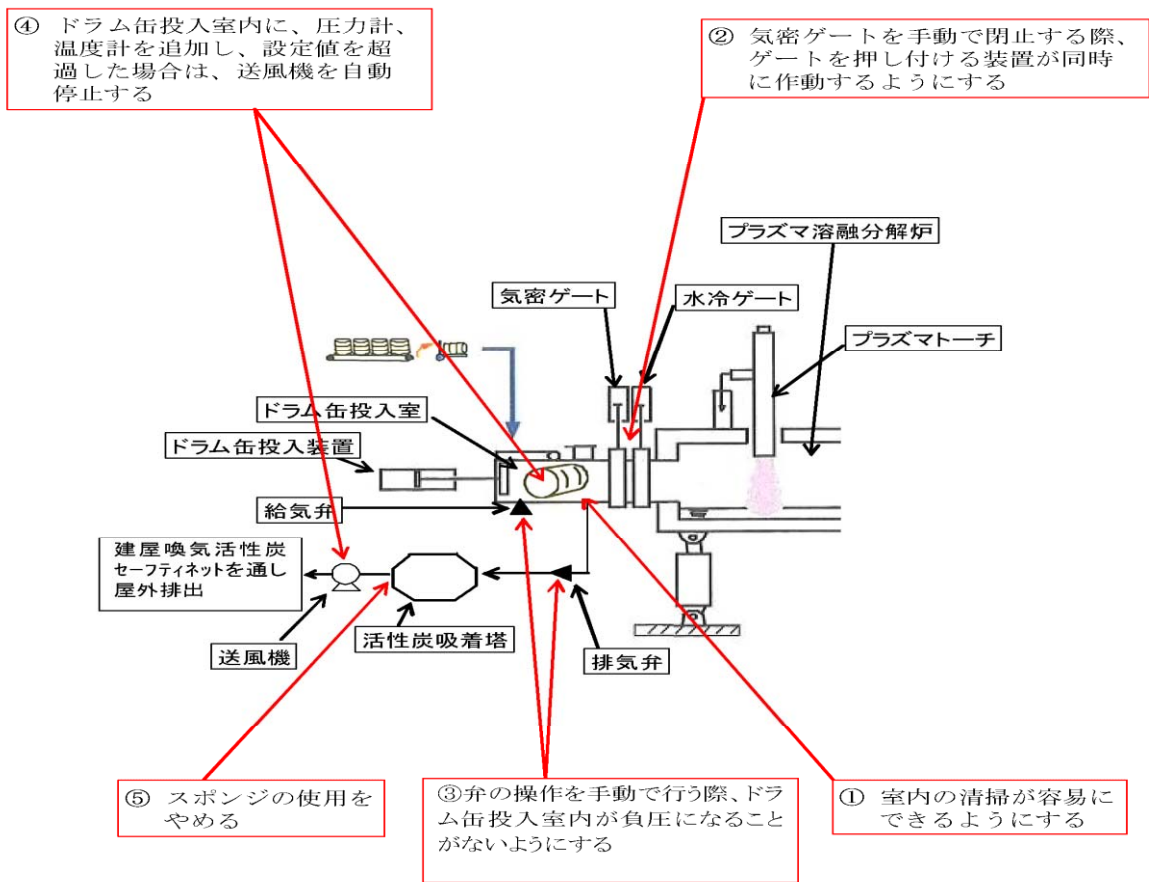 ④ ドラム缶投入室内に、圧力計、
温度計を追加し、設定値を超
過した場合は、送風機を自動
停止する
② 気密ゲートを手動で閉止する際、
ゲートを押し付ける装置が同時
に作動するようにする
プラズマ溶融分解炉
気密ゲート
水冷ゲート
プラズマトーチ
ドラム缶投入室
ドラム缶投入装置
給気弁
建屋喚気活性炭
セーフティネットを通し
屋外排出
送風機
活性炭吸着塔
排気弁
⑤ スポンジの使用を
やめる
③弁の操作を手動で行う際、ドラ
ム缶投入室内が負圧になること
がないようにする
① 室内の清掃が容易に
できるようにする